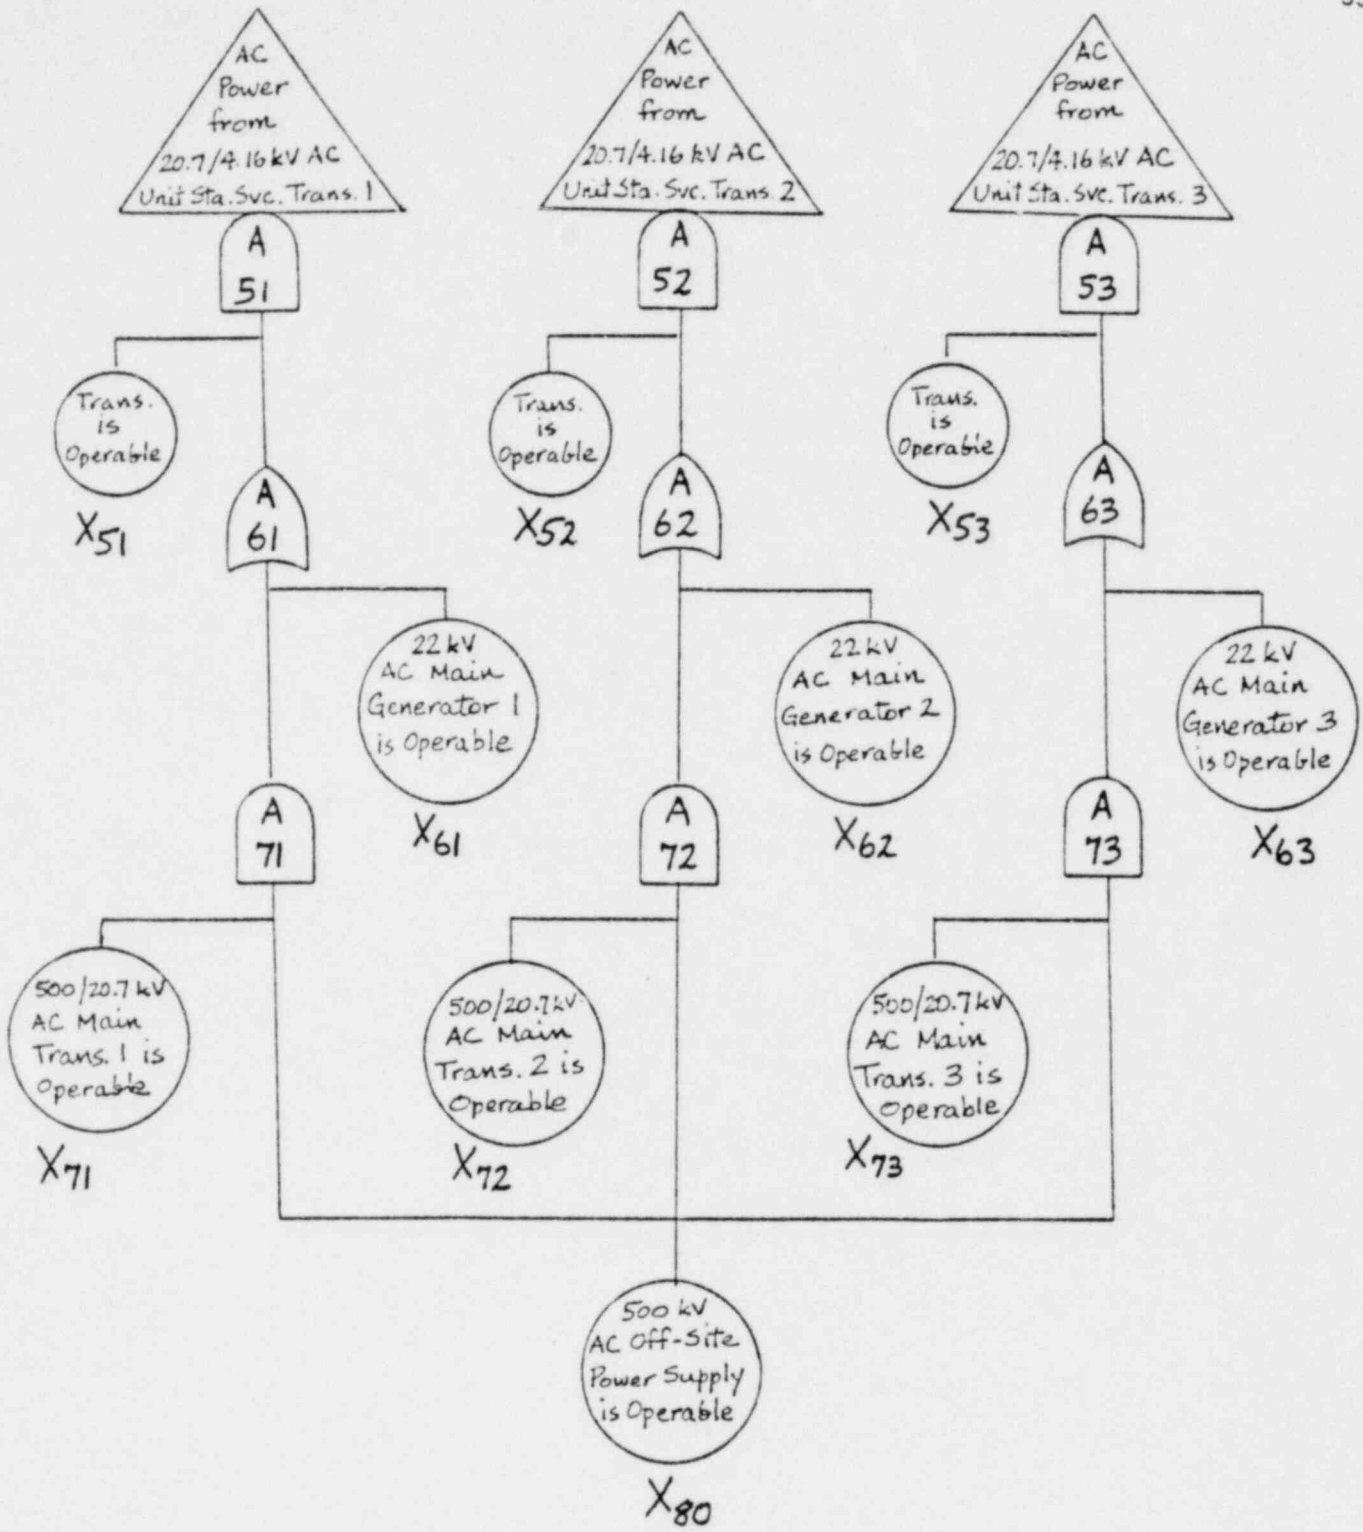 AC
Power
from
20.7/4.16 kV AC
Unit Sta. Svc. Trans. 1
AC
Power
from
20.7/4.16 kV AC
Unit Sta. Svc. Trans. 2
AC
Power
from
20.7/4.16 kV AC
Unit Sta. Svc. Trans. 3
A
51
A
52
A
53
Trans.
is
Operable
X51
Trans.
is
Operable
X52
Trans.
is
Operable
X53
A
61
A
62
A
63
22 kV
AC Main
Generator 1
is Operable
X61
22 kV
AC Main
Generator 2
is Operable
X62
22 kV
AC Main
Generator 3
is Operable
X63
A
71
A
72
A
73
500/20.7 kV
AC Main
Trans. 1 is
Operable
X71
500/20.7 kV
AC Main
Trans. 2 is
Operable
X72
500/20.7 kV
AC Main
Trans. 3 is
Operable
X73
500 kV
AC Off-Site
Power Supply
is Operable
X80